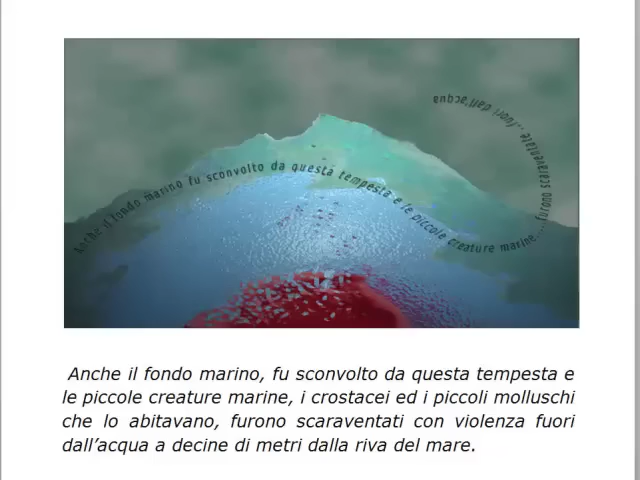 Anche il fondo marino fu sconvolto da questa tempesta e le piccole creature marine.... furono scaraventate ...fuori dall'acqua
Anche il fondo marino, fu sconvolto da questa tempesta e
le piccole creature marine, i crostacei ed i piccoli molluschi
che lo abitavano, furono scaraventati con violenza fuori
dall’acqua a decine di metri dalla riva del mare.